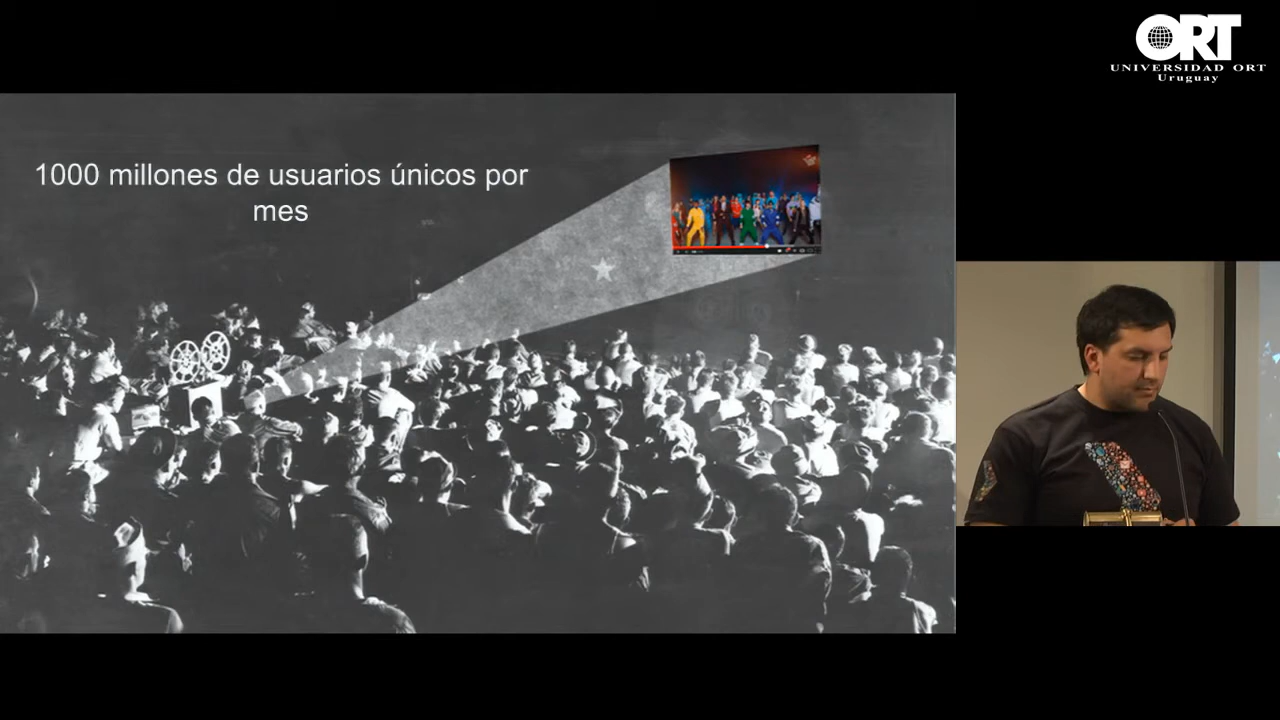 ORT
UNIVERSIDAD ORT
Uruguay
1000 millones de usuarios únicos por
mes